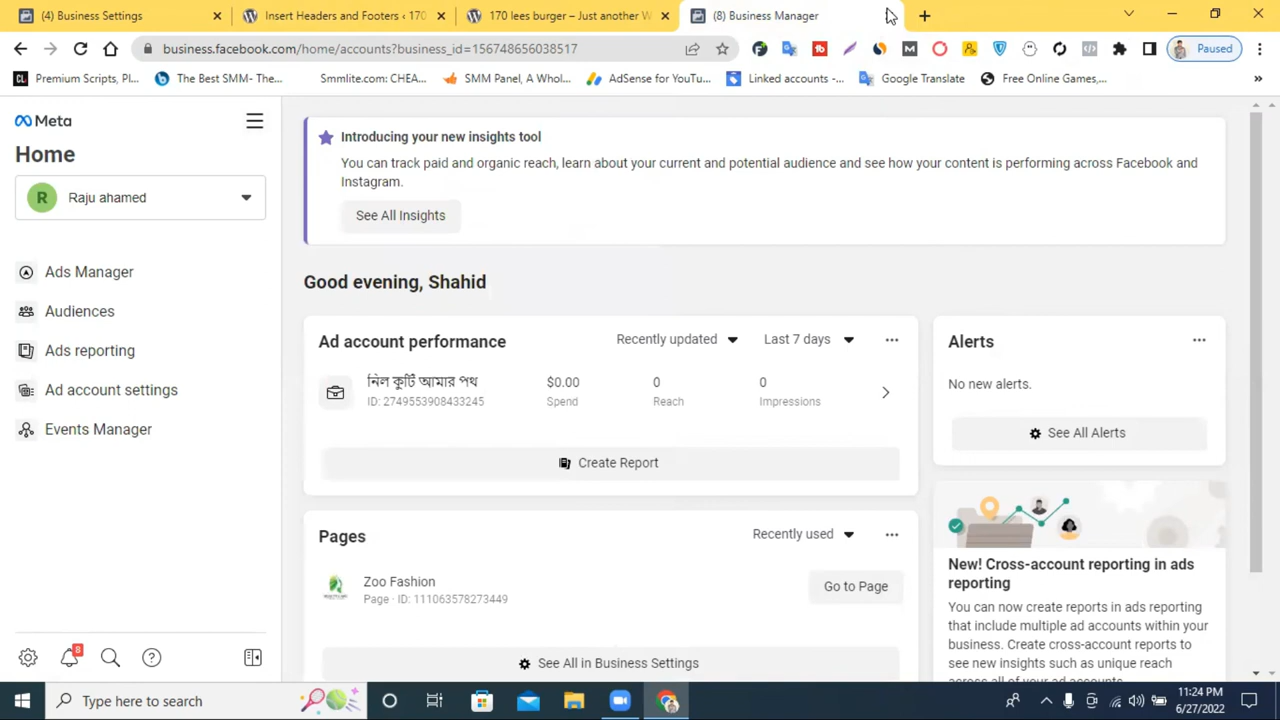 (4) Business Settings
Insert Headers and Footers ‹ 170
170 lees burger – Just another W
(8) Business Manager
business.facebook.com/home/accounts?business_id=156748656038517
Paused
Premium Scripts, Pl...
The Best SMM- The...
Smmlite.com: CHEA...
SMM Panel, A Whol...
AdSense for YouTu...
Linked accounts -...
Google Translate
Free Online Games,...
Meta
Home
R Raju ahamed
Ads Manager
Audiences
Ads reporting
Ad account settings
Events Manager
8
Introducing your new insights tool
You can track paid and organic reach, learn about your current and potential audience and see how your content is performing across Facebook and
Instagram.
See All Insights
Good evening, Shahid
Ad account performance
Recently updated
Last 7 days
নিল কুটি আমার পথ
ID: 2749553908433245
$0.00
Spend
0
Reach
0
Impressions
Create Report
Pages
Recently used
Zoo Fashion
Page · ID: 111063578273449
Go to Page
See All in Business Settings
Alerts
No new alerts.
See All Alerts
New! Cross-account reporting in ads
reporting
You can now create reports in ads reporting
that include multiple ad accounts within your
business. Create cross-account reports to
see new insights such as unique reach
across all of your ad accounts.
Type here to search
11:24 PM
6/27/2022